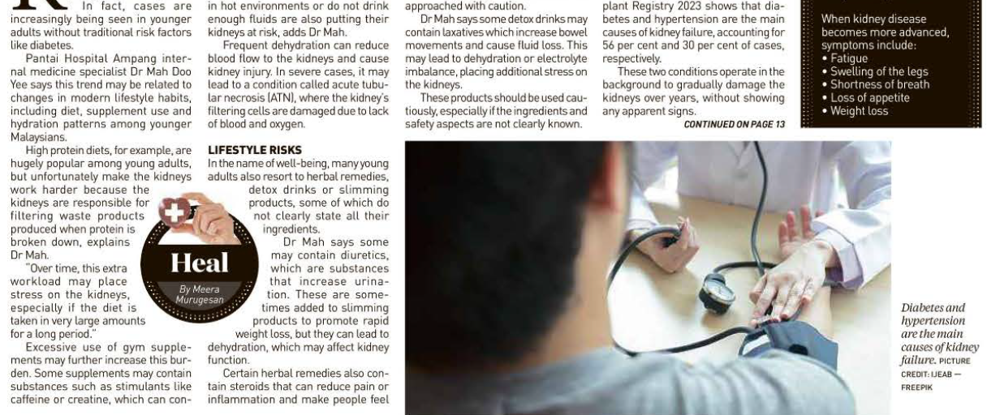 In fact, cases are
increasingly being seen in younger
adults without traditional risk factors
like diabetes.
Pantai Hospital Ampang inter-
nal medicine specialist Dr Mah Doo
Yee says this trend may be related to
changes in modern lifestyle habits,
including diet, supplement use and
hydration patterns among younger
Malaysians.
High protein diets, for example, are
hugely popular among young adults,
but unfortunately make the kidneys
work harder because the
kidneys are responsible for
filtering waste products
produced when protein is
broken down, explains
Dr Mah.
"Over time, this extra
workload may place
stress on the kidneys,
especially if the diet is
taken in very large amounts
for a long period."
Excessive use of gym supple-
ments may further increase this bur-
den. Some supplements may contain
substances such as stimulants like
caffeine or creatine, which can con-
in hot environments or do not drink
enough fluids are also putting their
kidneys at risk, adds Dr Mah.
Frequent dehydration can reduce
blood flow to the kidneys and cause
kidney injury. In severe cases, it may
lead to a condition called acute tubu-
lar necrosis (ATN), where the kidney's
filtering cells are damaged due to lack
of blood and oxygen.
LIFESTYLE RISKS
In the name of well-being, many young
adults also resort to herbal remedies,
detox drinks or slimming
products, some of which do
not clearly state all their
ingredients.
Dr Mah says some
may contain diuretics,
which are substances
that increase urina-
tion. These are some-
times added to slimming
products to promote rapid
weight loss, but they can lead to
dehydration, which may affect kidney
function.
Certain herbal remedies also con-
tain steroids that can reduce pain or
inflammation and make people feel
Heal
By Meera
Murugesan
approached with caution.
Dr Mah says some detox drinks may
contain laxatives which increase bowel
movements and cause fluid loss. This
may lead to dehydration or electrolyte
imbalance, placing additional stress on
the kidneys.
These products should be used cau-
tiously, especially if the ingredients and
safety aspects are not clearly known.
plant Registry 2023 shows that dia-
betes and hypertension are the main
causes of kidney failure, accounting for
56 per cent and 30 per cent of cases,
respectively.
These two conditions operate in the
background to gradually damage the
kidneys over years, without showing
any apparent signs.
CONTINUED ON PAGE 13
When kidney disease
becomes more advanced,
symptoms include:
• Fatigue
• Swelling of the legs
• Shortness of breath
• Loss of appetite
• Weight loss
Diabetes and
hypertension
are the main
causes of kidney
failure. PICTURE
CREDIT: IJEAB —
FREEPIK